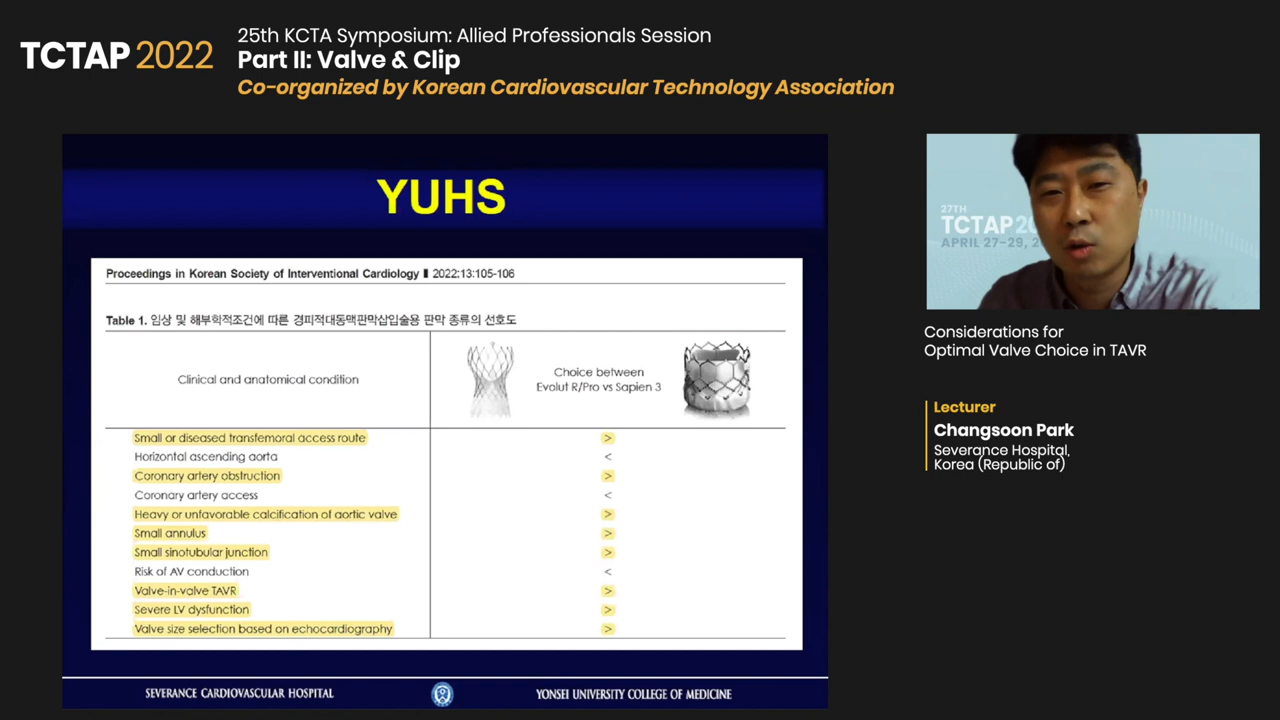 TCTAP 2022
25th KCTA Symposium: Allied Professionals Session
Part II: Valve & Clip
Co-organized by Korean Cardiovascular Technology Association
YUHS
Proceedings in Korean Society of Interventional Cardiology ▮ 2022;13:105-106
Table 1. 임상 및 해부학적조건에 따른 경피적대동맥판막삽입술용 판막 종류의 선호도
Clinical and anatomical condition
Choice between
Evolut R/Pro vs Sapien 3
Small or diseased transfemoral access route >
Horizontal ascending aorta <
Coronary artery obstruction >
Coronary artery access <
Heavy or unfavorable calcification of aortic valve >
Small annulus >
Small sinotubular junction >
Risk of AV conduction <
Valve-in-valve TAVR >
Severe LV dysfunction >
Valve size selection based on echocardiography >
SEVERANCE CARDIOVASCULAR HOSPITAL
YONSEI UNIVERSITY COLLEGE OF MEDICINE
27TH
TCTAP 20
APRIL 27-29, 2
Considerations for
Optimal Valve Choice in TAVR
Lecturer
Changsoon Park
Severance Hospital,
Korea (Republic of)